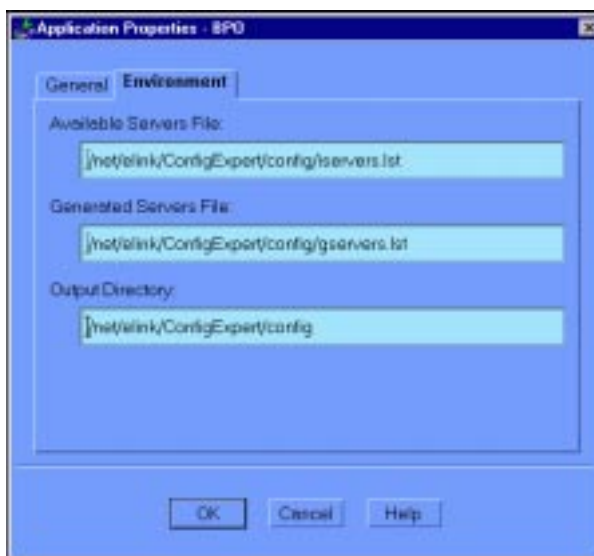 Application Properties - BPO
General Environment
Available Servers File:
/net/elink/ConfigExpert/config/iservers.lst
Generated Servers File:
/net/elink/ConfigExpert/config/gservers.lst
Output Directory:
/net/elink/ConfigExpert/config
OK Cancel Help